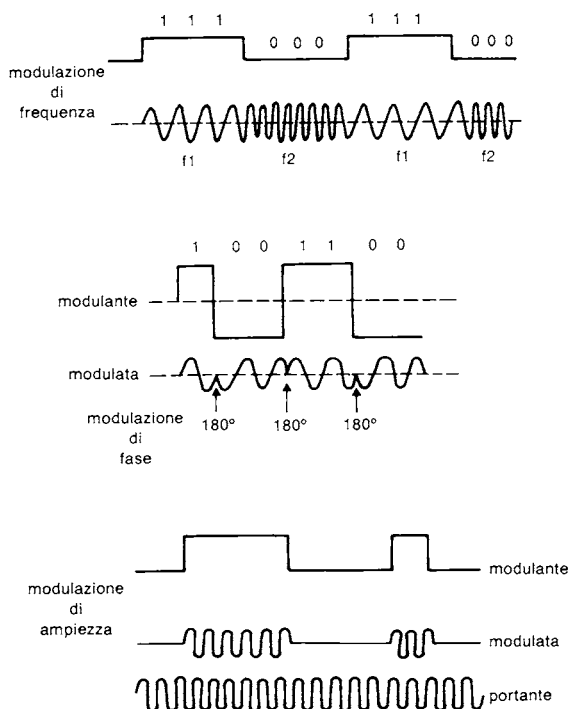 1 1 1 0 0 0 1 1 1 0 0 0
modulazione
di
frequenza
f1 f2 f1 f2
1 0 0 1 1 0 0
modulante
modulata
180° 180° 180°
modulazione
di
fase
modulante
modulazione
di
ampiezza
modulata
portante